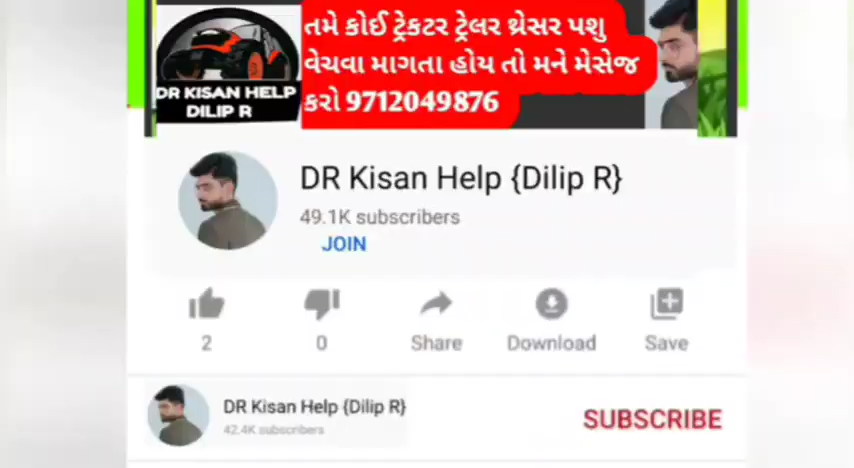 તમે કોઈ ટ્રેકટર ટ્રેલર થ્રેસર પશુ
વેચવા માગતા હોય તો મને મેસેજ
કરો 9712049876
DR KISAN HELP
DILIP R
DR Kisan Help {Dilip R}
49.1K subscribers
JOIN
2
0
Share
Download
Save
DR Kisan Help {Dilip R}
42.4K subscribers
SUBSCRIBE